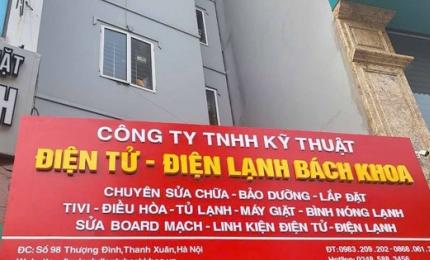 ẶT
H
CÔNG TY TNHH KỸ THUẬT
ĐIỆN TỬ - ĐIỆN LẠNH BÁCH KHOA
CHUYÊN SỬA CHỮA - BẢO DƯỠNG - LẮP ĐẶT
TIVI - ĐIỀU HÒA - TỦ LẠNH - MÁY GIẶT - BÌNH NÓNG LẠNH
SỬA BOARD MẠCH - LINH KIỆN ĐIỆN TỬ - ĐIỆN LẠNH
ĐC: Số 98 Thượng Đình, Thanh Xuân, Hà Nội
ĐT: 0983. 209. 202 - 0868. 061. 3